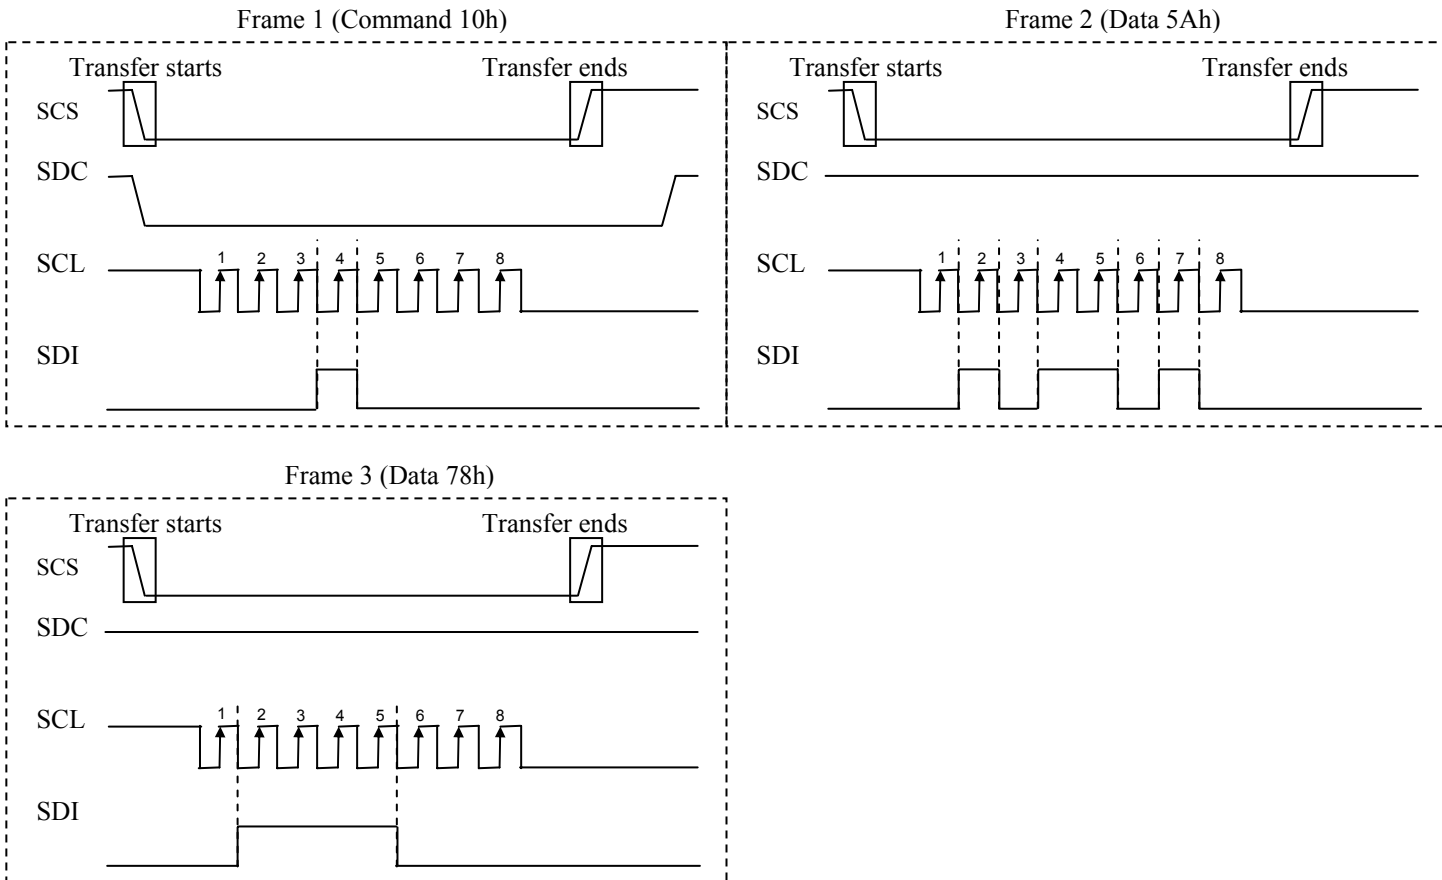 Frame 1 (Command 10h)
Transfer starts Transfer ends
SCS
SDC
SCL 1 2 3 4 5 6 7 8
SDI
Frame 2 (Data 5Ah)
Transfer starts Transfer ends
SCS
SDC
SCL 1 2 3 4 5 6 7 8
SDI
Frame 3 (Data 78h)
Transfer starts Transfer ends
SCS
SDC
SCL 1 2 3 4 5 6 7 8
SDI